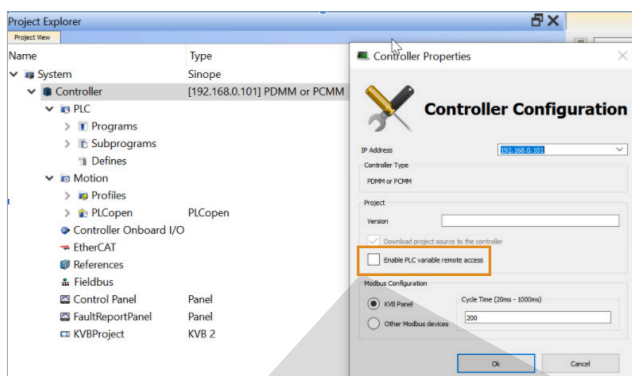 Project Explorer
Project View
Name Type
System Sinope
Controller [192.168.0.101] PDMM or PCMM
PLC
Programs
Subprograms
Defines
Motion
Profiles
PLCopen PLCopen
Controller Onboard I/O
EtherCAT
References
Fieldbus
Control Panel Panel
FaultReportPanel Panel
KVBProject KVB 2
Controller Properties
Controller Configuration
IP Address 192.168.0.101
Controller Type
PDMM or PCMM
Project
Version
Download project source to the controller
Enable PLC variable remote access
Modbus Configuration
KVB Panel
Other Modbus devices
Cycle Time (20ms - 1000ms)
200
Ok Cancel